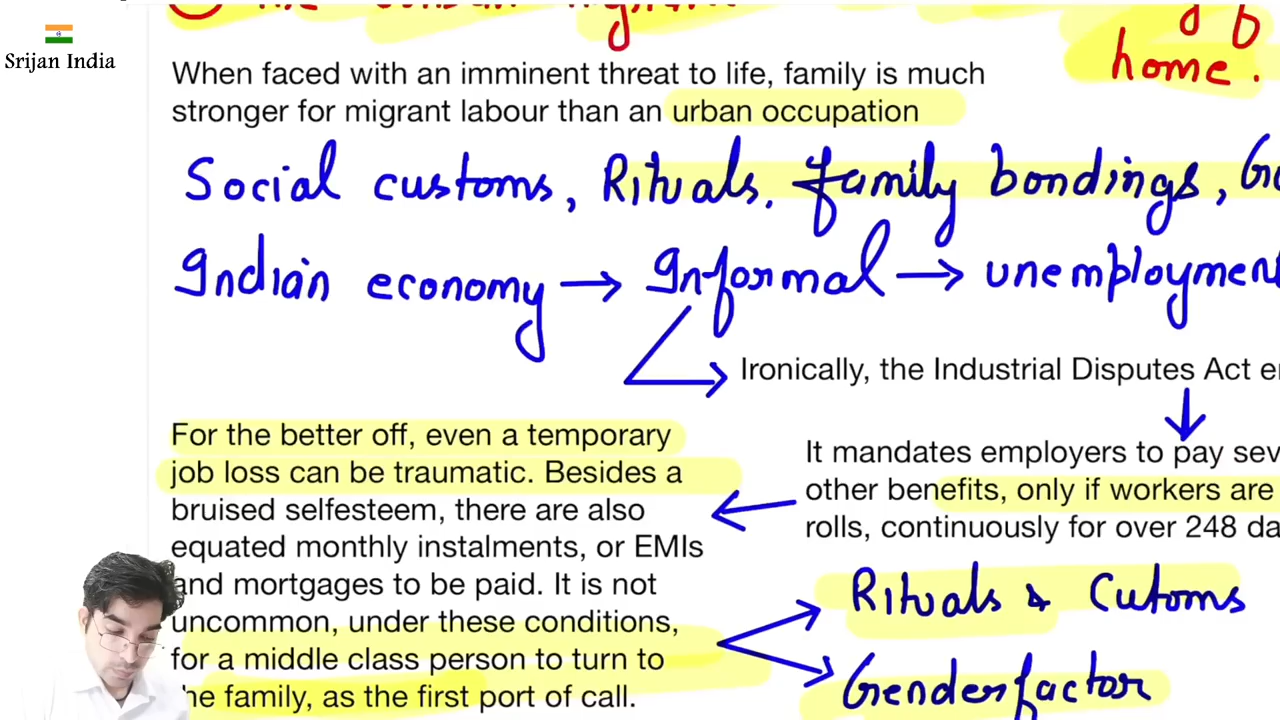 home.
Srijan India
When faced with an imminent threat to life, family is much
stronger for migrant labour than an urban occupation
Social customs, Rituals, family bondings,
Indian economy → Informal → unemploymen
Ironically, the Industrial Disputes Act
For the better off, even a temporary
job loss can be traumatic. Besides a
bruised selfesteem, there are also
equated monthly instalments, or EMIs
and mortgages to be paid. It is not
uncommon, under these conditions,
for a middle class person to turn to
the family, as the first port of call.
It mandates employers to pay sev
other benefits, only if workers are
rolls, continuously for over 248 da
Rituals & Cutoms
Genderfactor